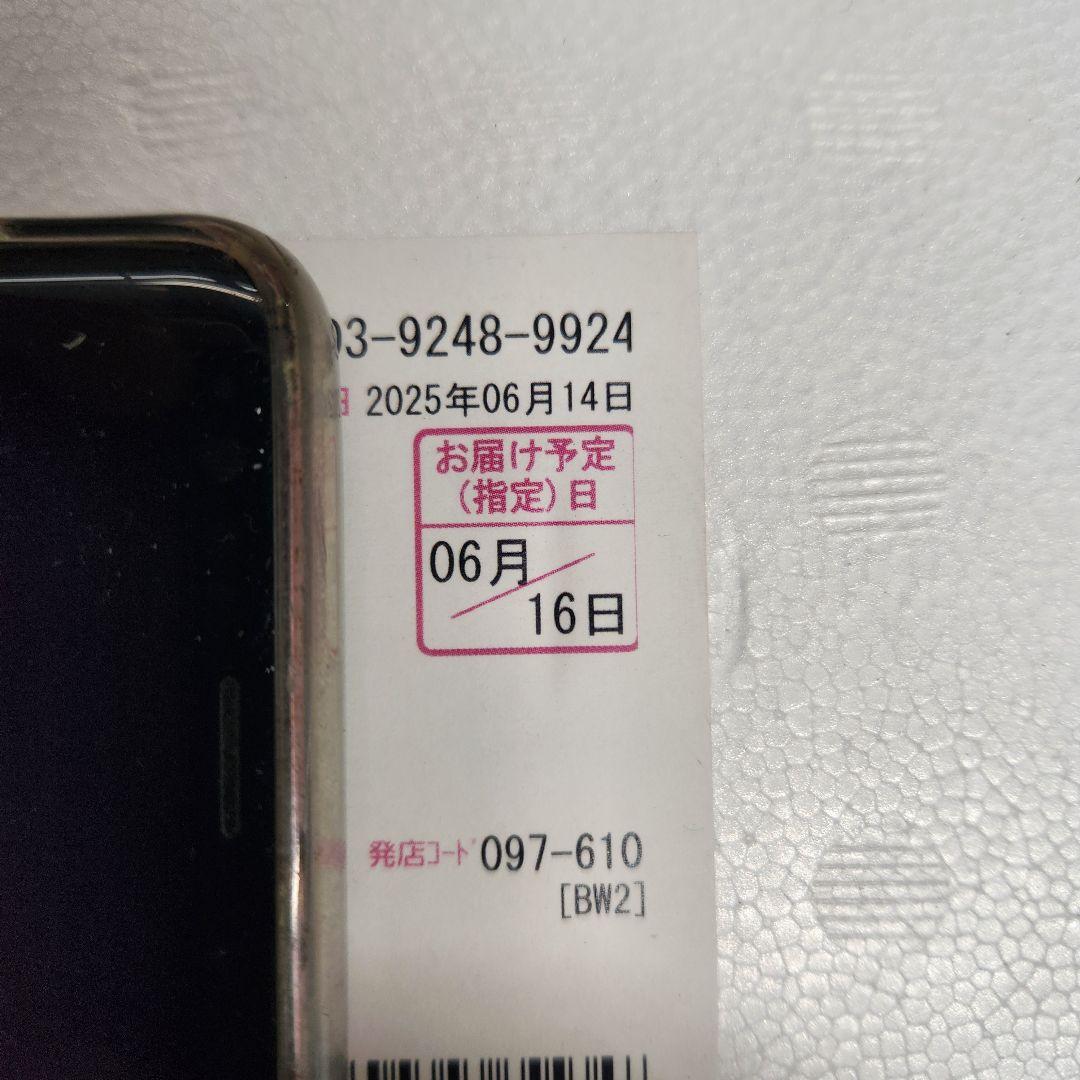 03-9248-9924
日 2025年06月14日
お届け予定
(指定)日
06月
16日
発店コード 097-610
[BW2]